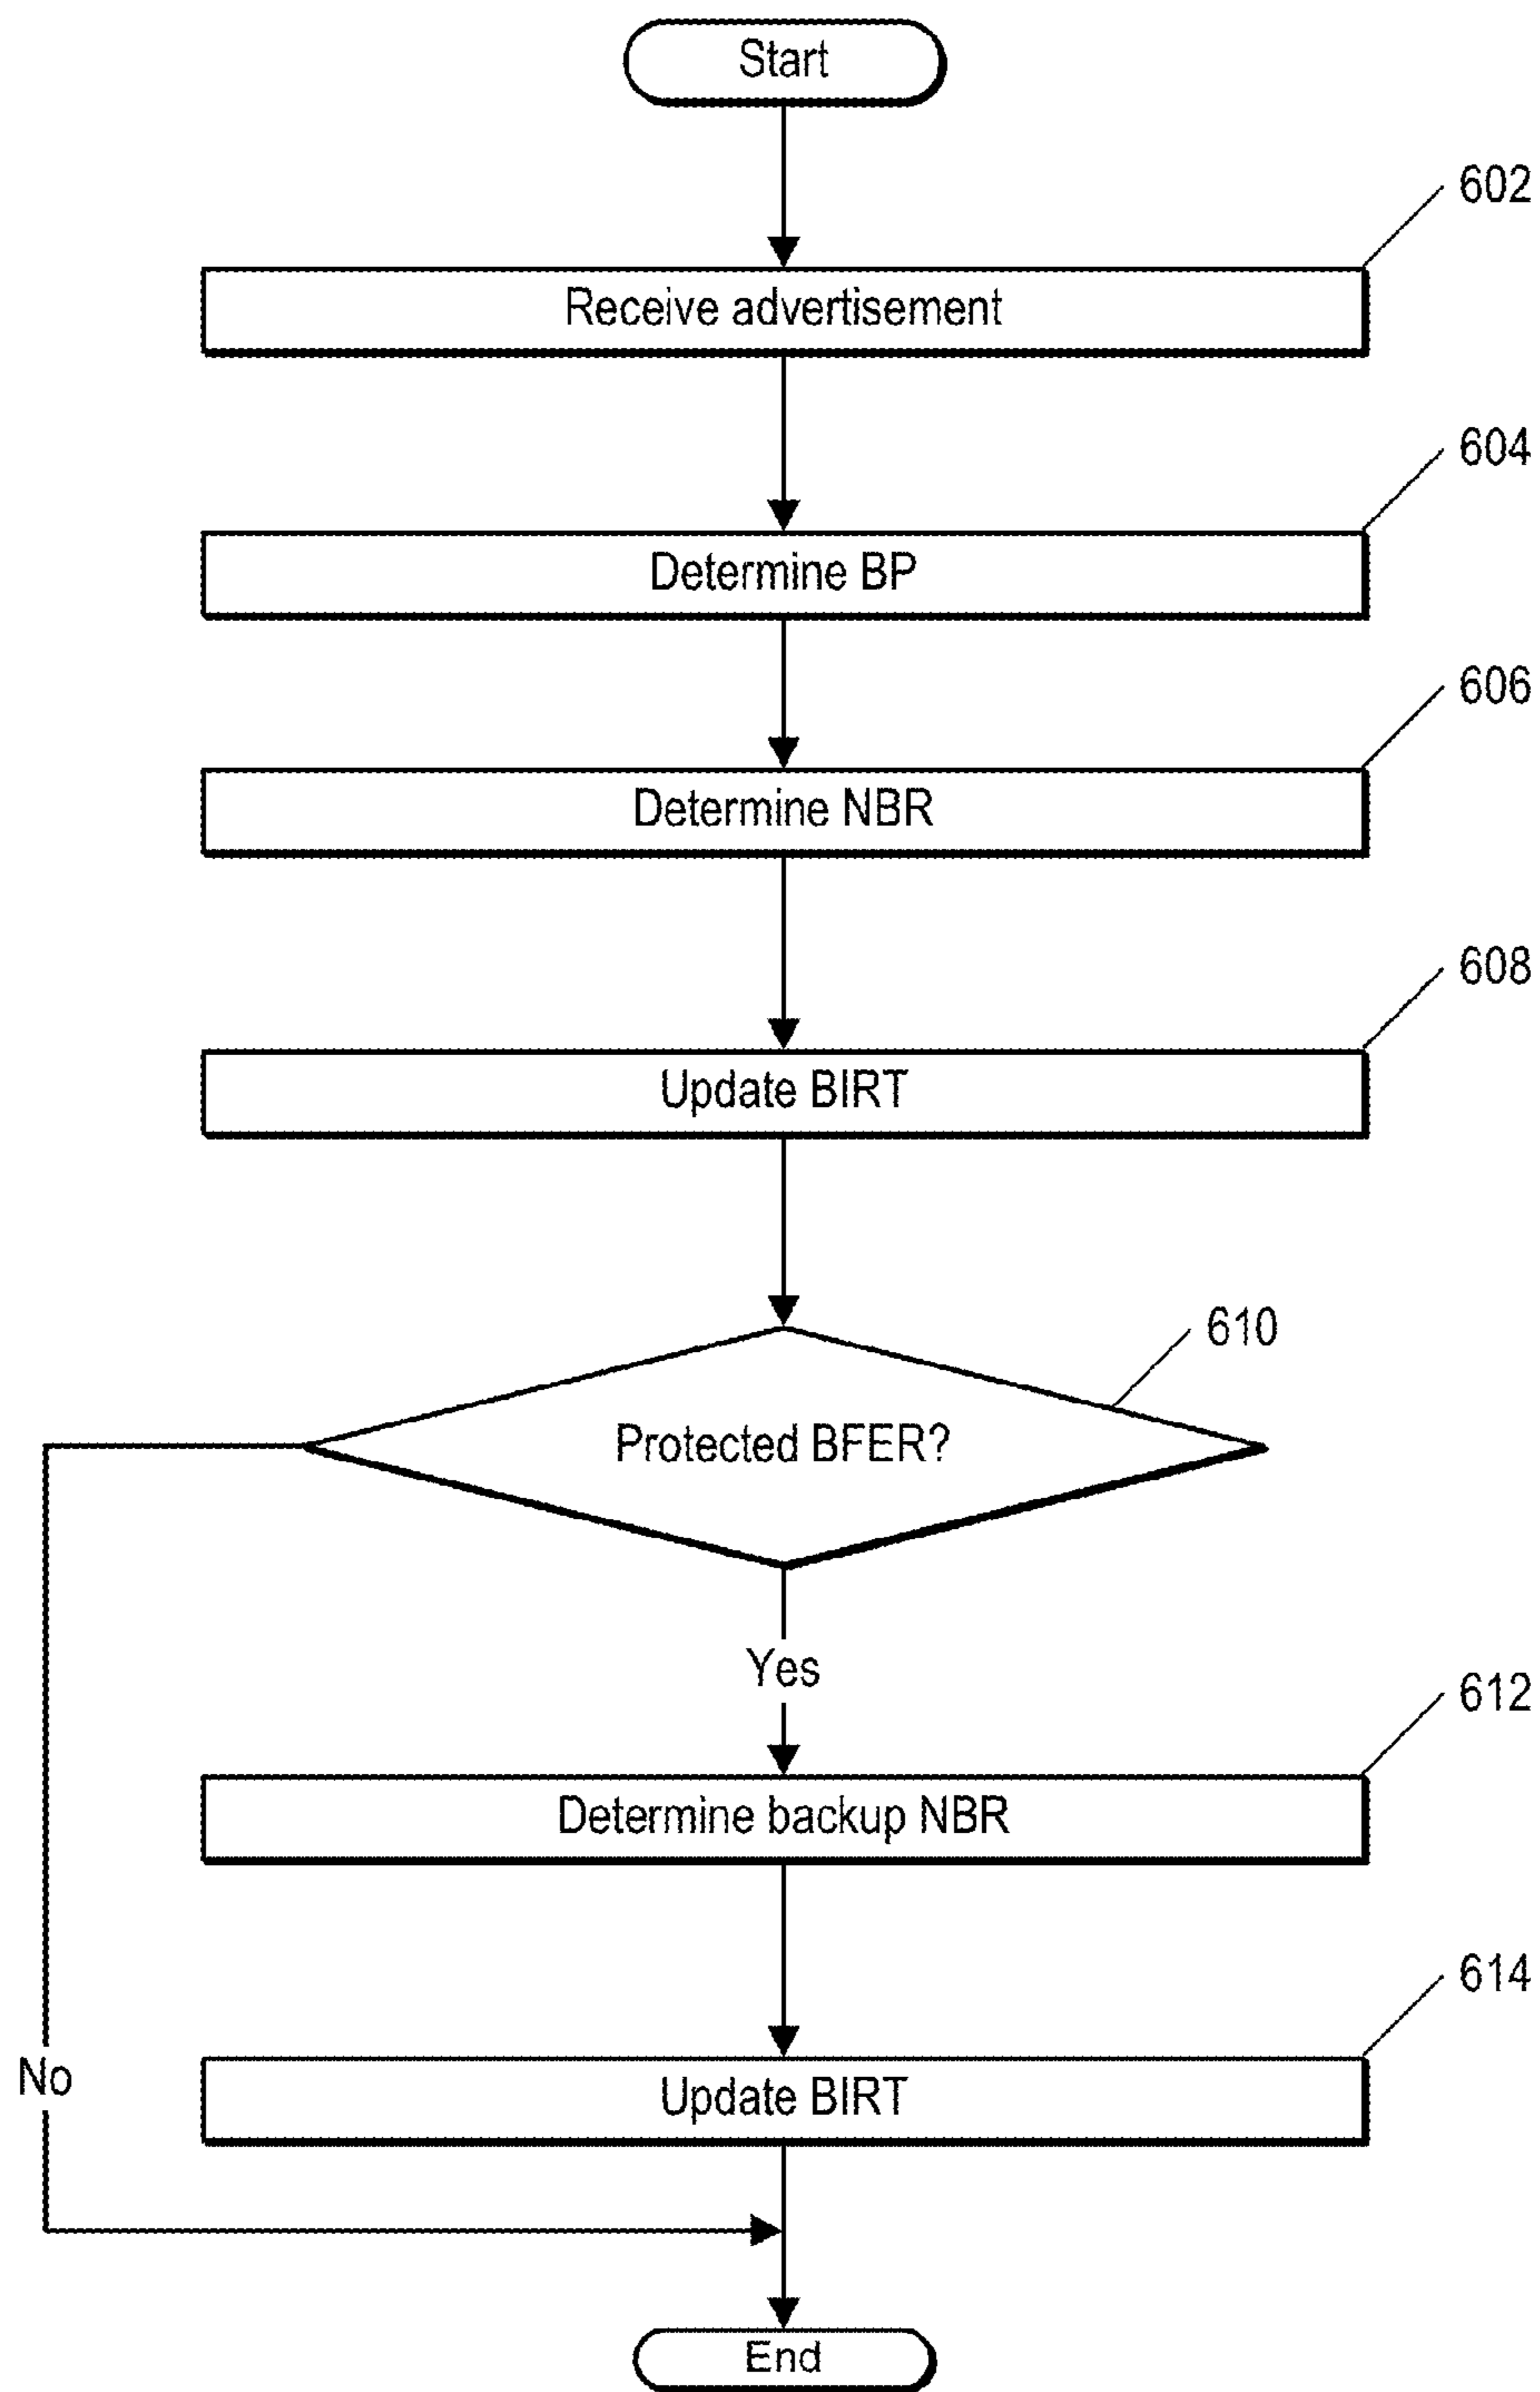 Start
602
Receive advertisement
604
Determine BP
606
Determine NBR
608
Update BIRT
610
Protected BFER?
Yes
612
Determine backup NBR
614
No
Update BIRT
End